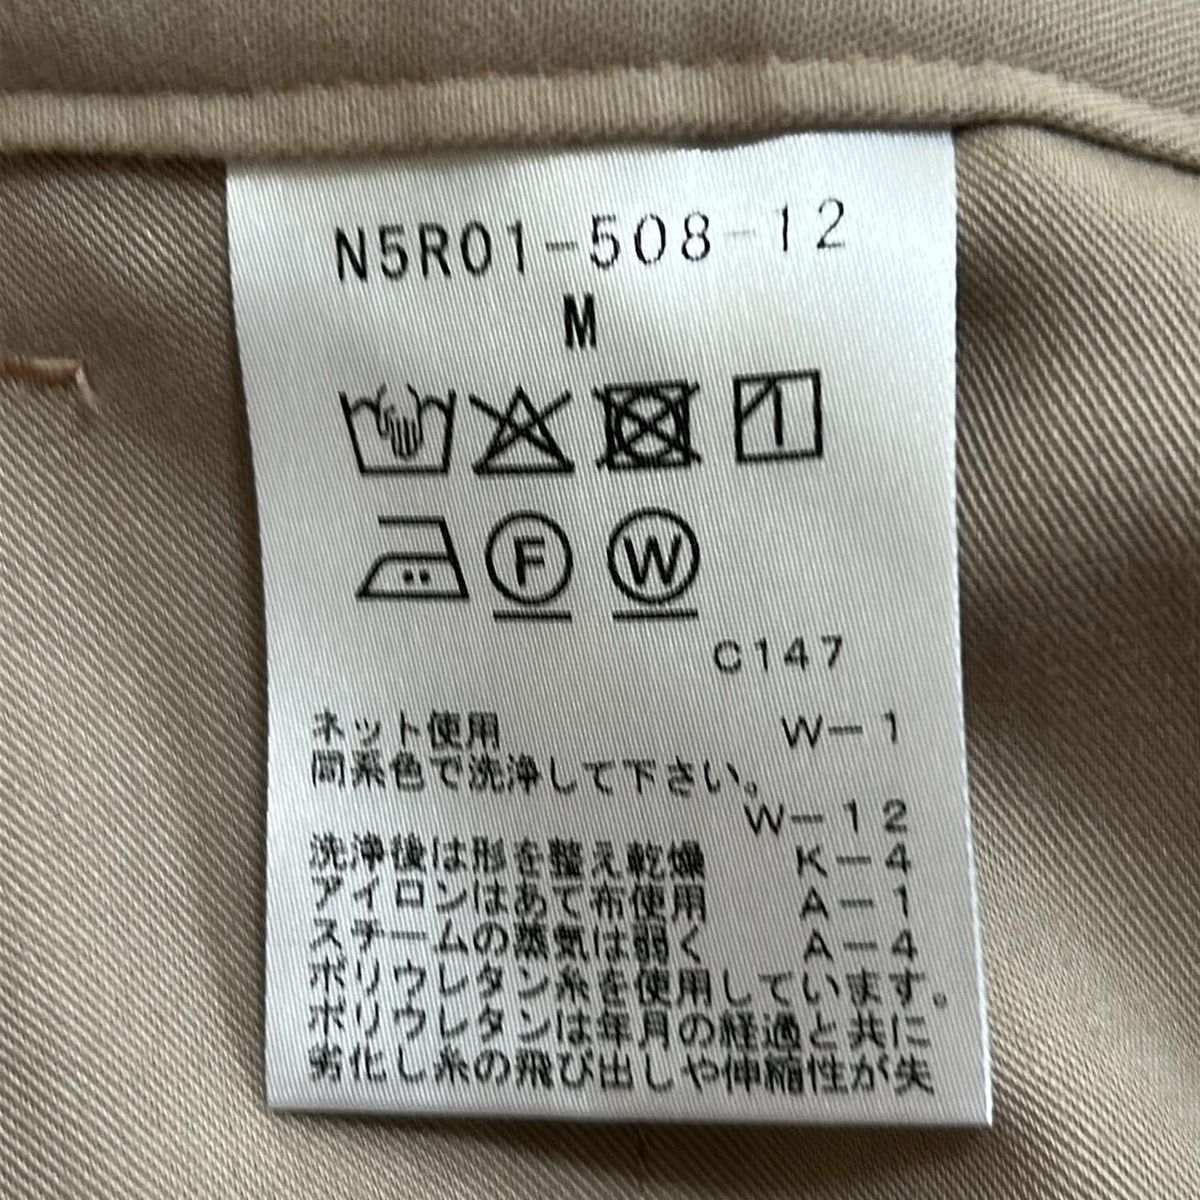 N5R01-508-12
M
F W
C147
ネット使用 W-1
同系色で洗浄して下さい。
W-12
洗浄後は形を整え乾燥 K-4
アイロンはあて布使用 A-1
スチームの蒸気は弱く A-4
ポリウレタン糸を使用しています。
ポリウレタンは年月の経過と共に
劣化し糸の飛び出しや伸縮性が失